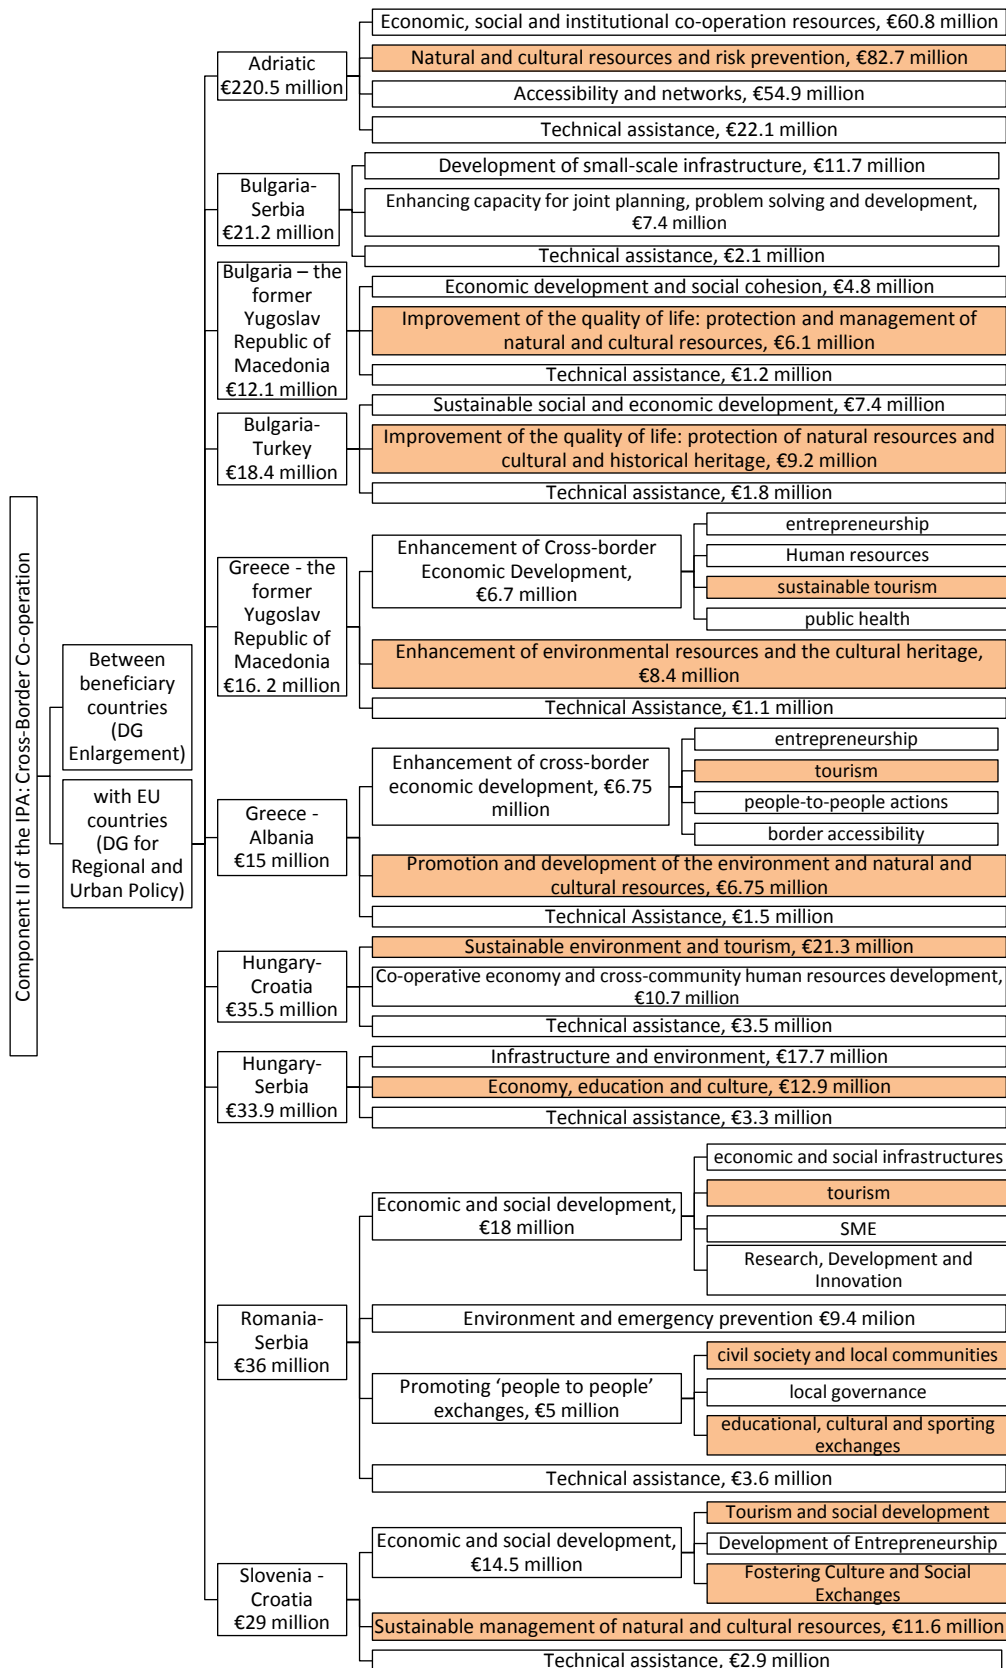 Component II of the IPA: Cross-Border Co-operation
Between
beneficiary
countries
(DG
Enlargement)
with EU
countries
(DG for
Regional and
Urban Policy)
Adriatic
€220.5 million
Economic, social and institutional co-operation resources, €60.8 million
Natural and cultural resources and risk prevention, €82.7 million
Accessibility and networks, €54.9 million
Technical assistance, €22.1 million
Bulgaria-
Serbia
€21.2 million
Development of small-scale infrastructure, €11.7 million
Enhancing capacity for joint planning, problem solving and development,
€7.4 million
Technical assistance, €2.1 million
Bulgaria – the
former
Yugoslav
Republic of
Macedonia
€12.1 million
Economic development and social cohesion, €4.8 million
Improvement of the quality of life: protection and management of
natural and cultural resources, €6.1 million
Technical assistance, €1.2 million
Bulgaria-
Turkey
€18.4 million
Sustainable social and economic development, €7.4 million
Improvement of the quality of life: protection of natural resources and
cultural and historical heritage, €9.2 million
Technical assistance, €1.8 million
Greece - the
former
Yugoslav
Republic of
Macedonia
€16. 2 million
Enhancement of Cross-border
Economic Development,
€6.7 million
entrepreneurship
Human resources
sustainable tourism
public health
Enhancement of environmental resources and the cultural heritage,
€8.4 million
Technical Assistance, €1.1 million
Greece -
Albania
€15 million
Enhancement of cross-border
economic development, €6.75
million
entrepreneurship
tourism
people-to-people actions
border accessibility
Promotion and development of the environment and natural and
cultural resources, €6.75 million
Technical Assistance, €1.5 million
Hungary-
Croatia
€35.5 million
Sustainable environment and tourism, €21.3 million
Co-operative economy and cross-community human resources development,
€10.7 million
Technical assistance, €3.5 million
Hungary-
Serbia
€33.9 million
Infrastructure and environment, €17.7 million
Economy, education and culture, €12.9 million
Technical assistance, €3.3 million
Romania-
Serbia
€36 million
Economic and social development,
€18 million
economic and social infrastructures
tourism
SME
Research, Development and
Innovation
Environment and emergency prevention €9.4 milion
Promoting ‘people to people’
exchanges, €5 million
civil society and local communities
local governance
educational, cultural and sporting
exchanges
Technical assistance, €3.6 million
Slovenia -
Croatia
€29 million
Economic and social development,
€14.5 million
Tourism and social development
Development of Entrepreneurship
Fostering Culture and Social
Exchanges
Sustainable management of natural and cultural resources, €11.6 million
Technical assistance, €2.9 million